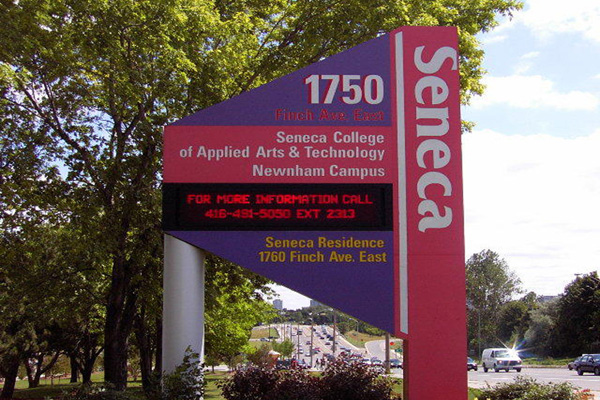 1750
Finch Ave. East
Seneca College
of Applied Arts & Technology
Newnham Campus
FOR MORE INFORMATION CALL
416-491-5050 EXT 2313
Seneca Residence
1760 Finch Ave. East
Seneca